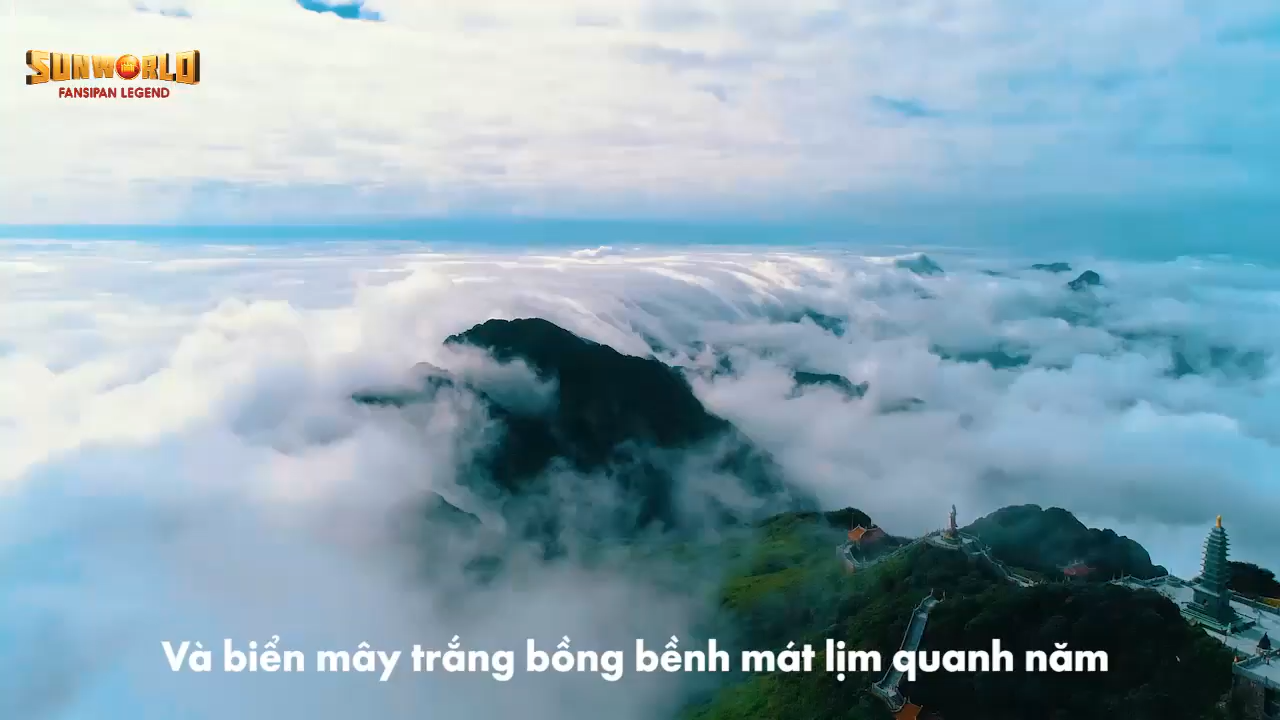 SUNWORLD
FANSIPAN LEGEND
Và biển mây trắng bồng bềnh mát lịm quanh năm